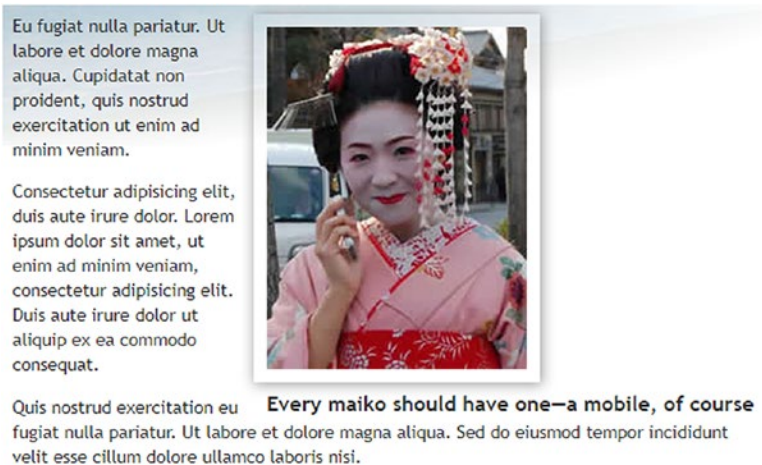 Eu fugiat nulla pariatur. Ut
labore et dolore magna
aliqua. Cupidatat non
proident, quis nostrud
exercitation ut enim ad
minim veniam.
Consectetur adipisicing elit,
duis aute irure dolor. Lorem
ipsum dolor sit amet, ut
enim ad minim veniam,
consectetur adipisicing elit.
Duis aute irure dolor ut
aliquip ex ea commodo
consequat.
Every maiko should have one—a mobile, of course
Quis nostrud exercitation eu
fugiat nulla pariatur. Ut labore et dolore magna aliqua. Sed do eiusmod tempor incididunt
velit esse cillum dolore ullamco laboris nisi.